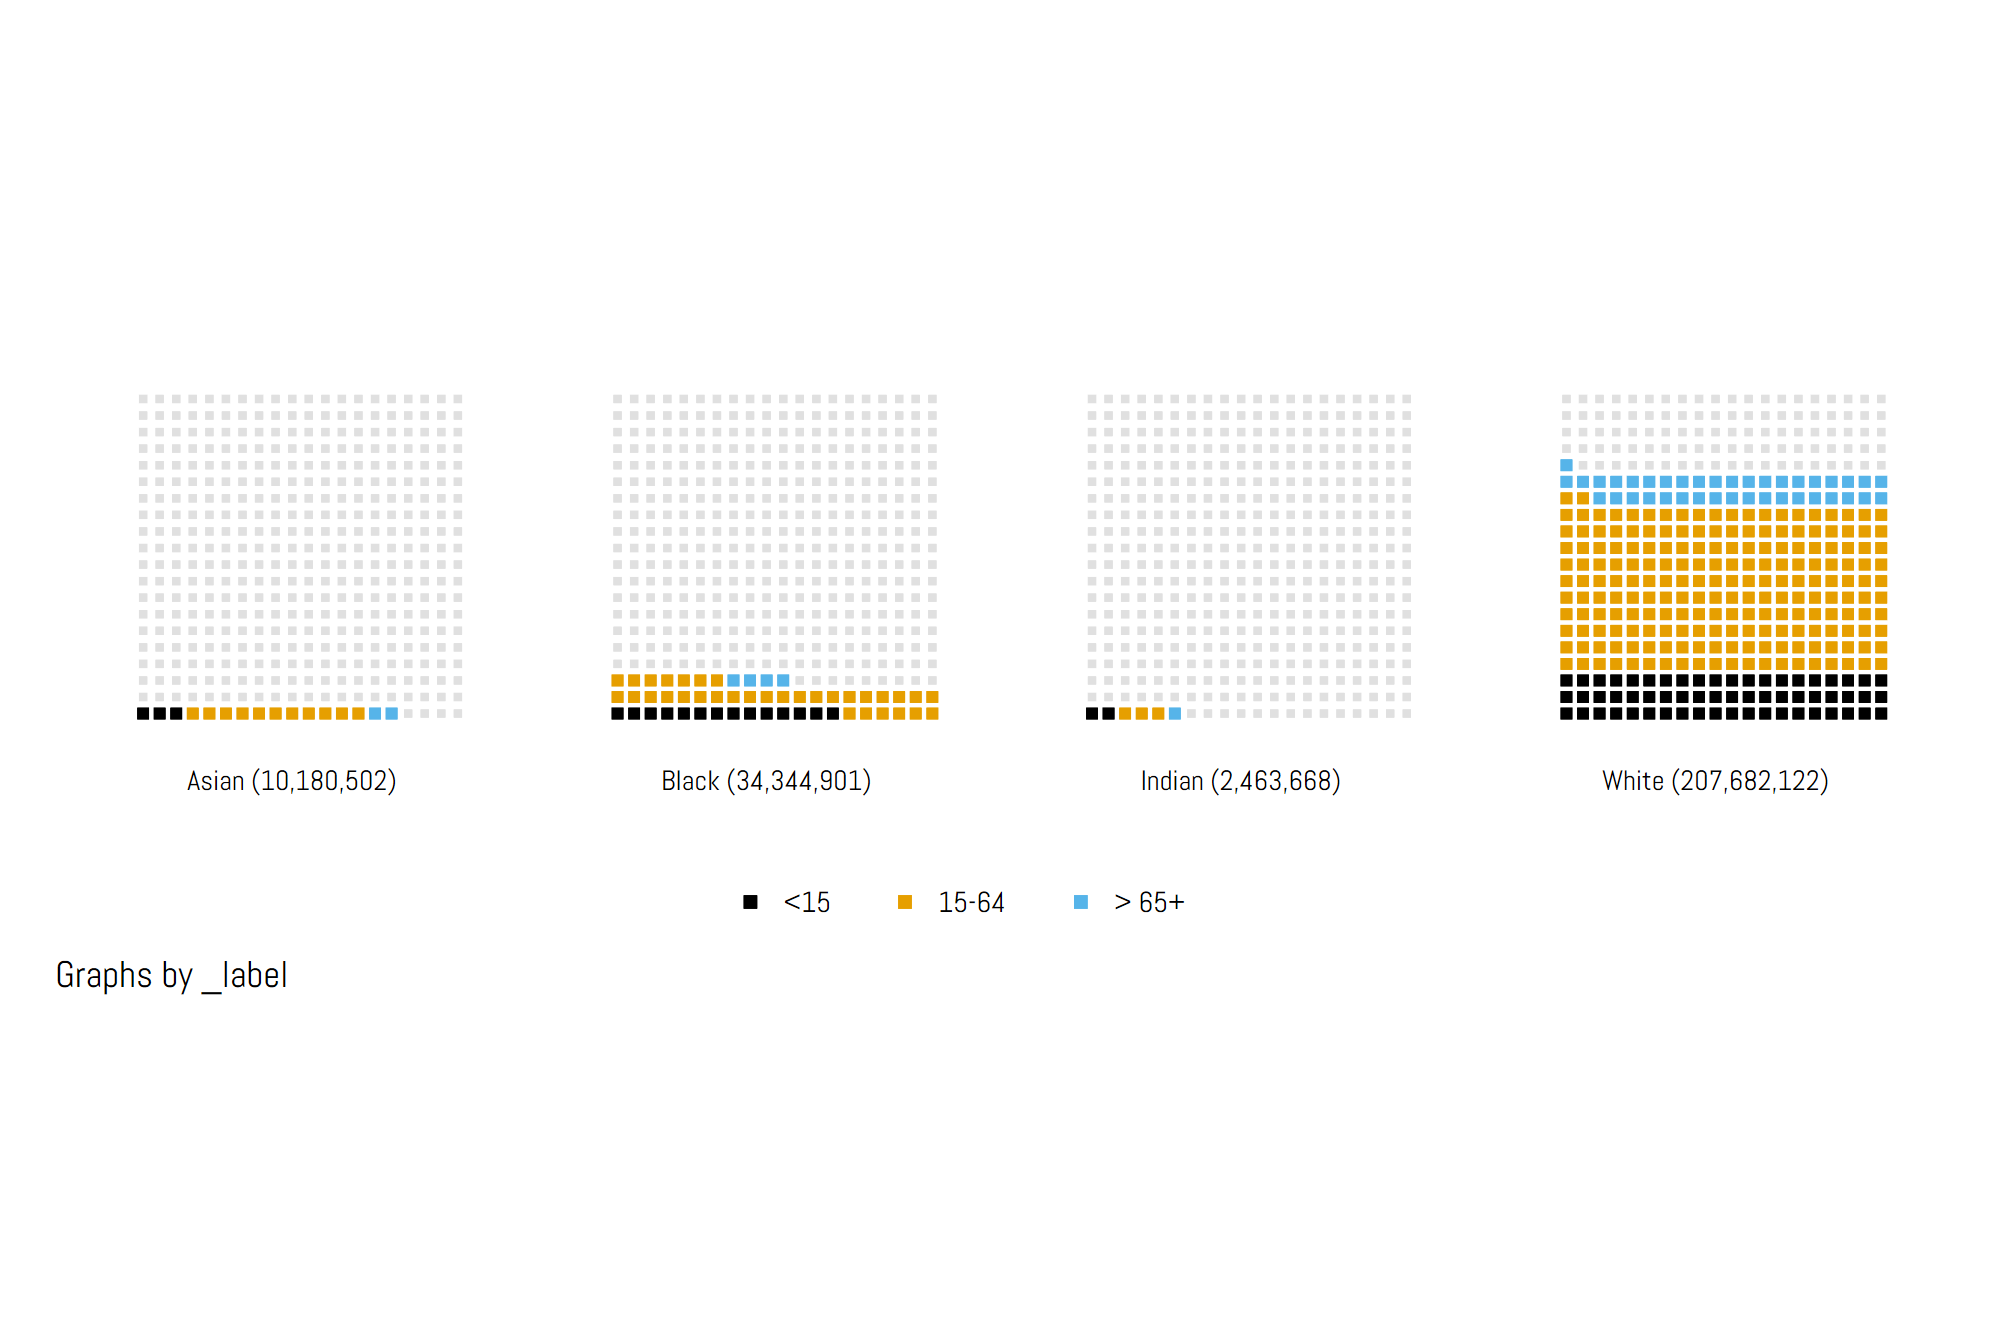 Asian (10,180,502)
Black (34,344,901)
Indian (2,463,668)
White (207,682,122)
<15
15-64
> 65+
Graphs by _label